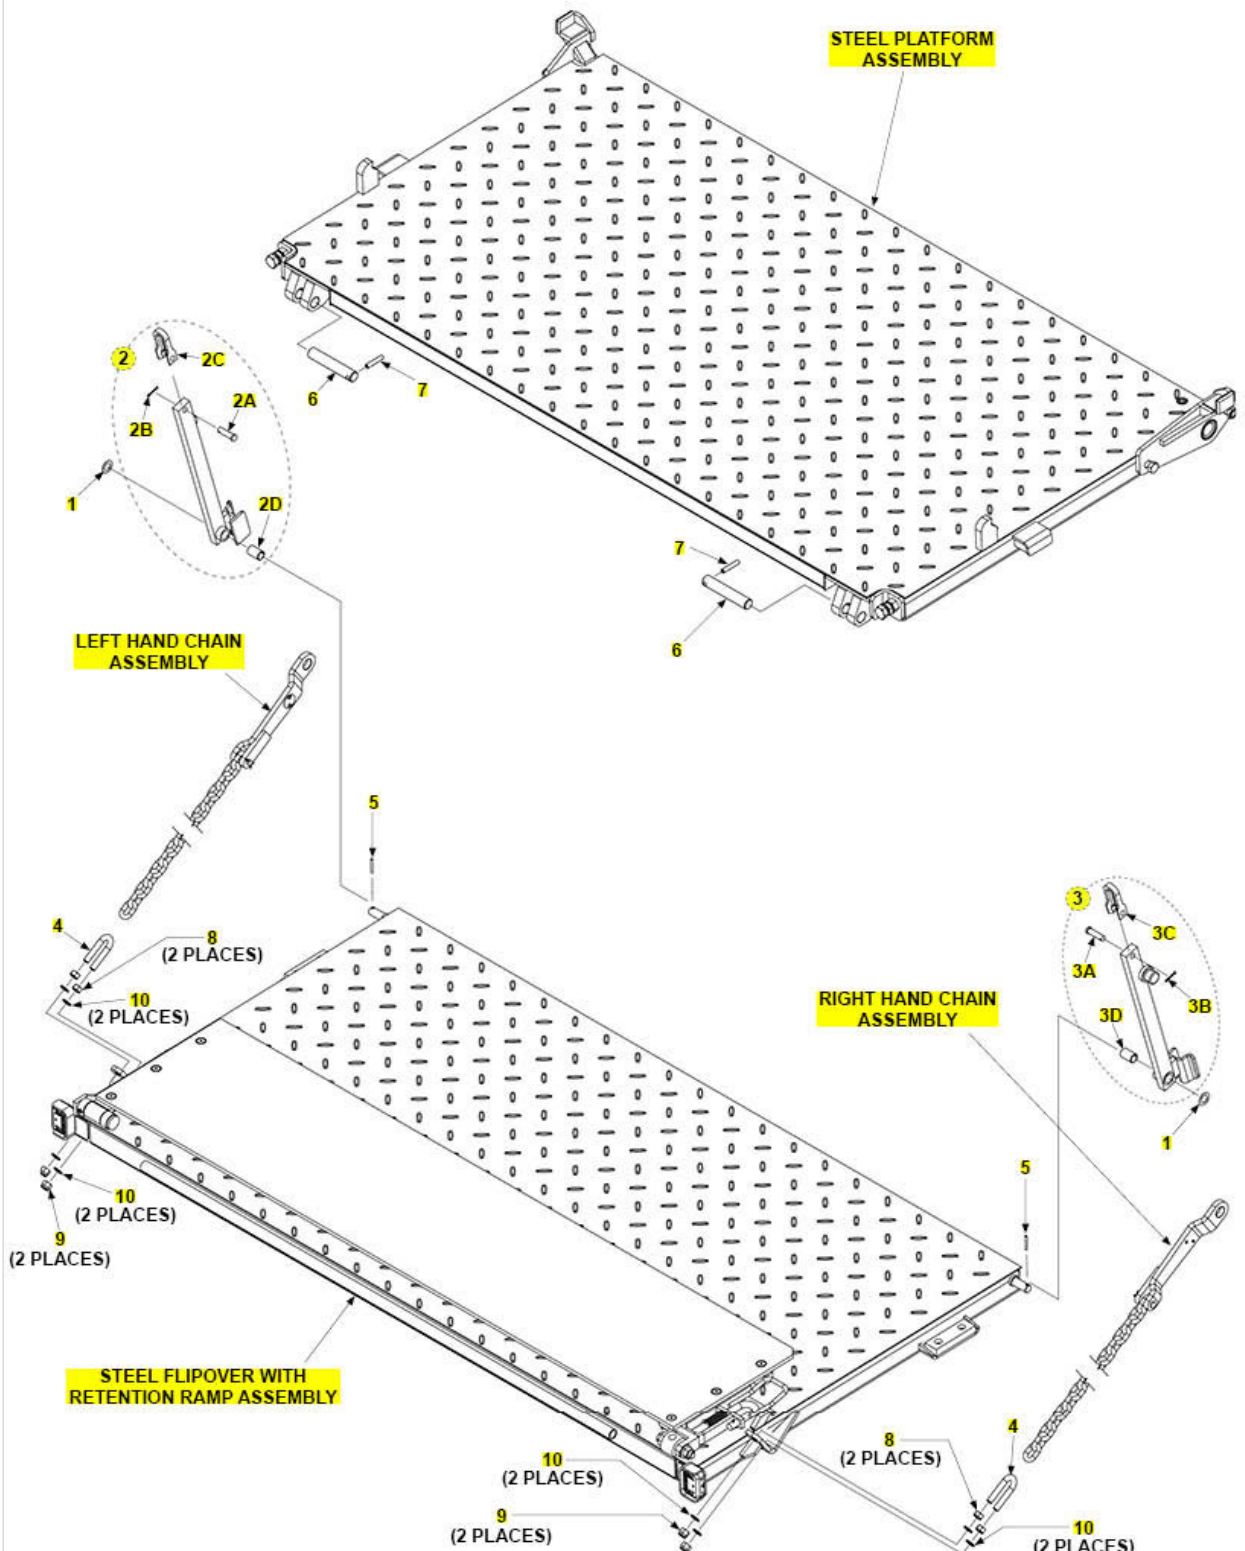 STEEL PLATFORM
ASSEMBLY
2
2C
2A
2B
6
7
1
2D
7
6
LEFT HAND CHAIN
ASSEMBLY
5
3
3C
4
8
(2 PLACES)
3A
10
(2 PLACES)
RIGHT HAND CHAIN
ASSEMBLY
3B
3D
1
5
10
(2 PLACES)
9
(2 PLACES)
STEEL FLIPOVER WITH
RETENTION RAMP ASSEMBLY
4
8
(2 PLACES)
10
(2 PLACES)
9
(2 PLACES)
10
(2 PLACES)